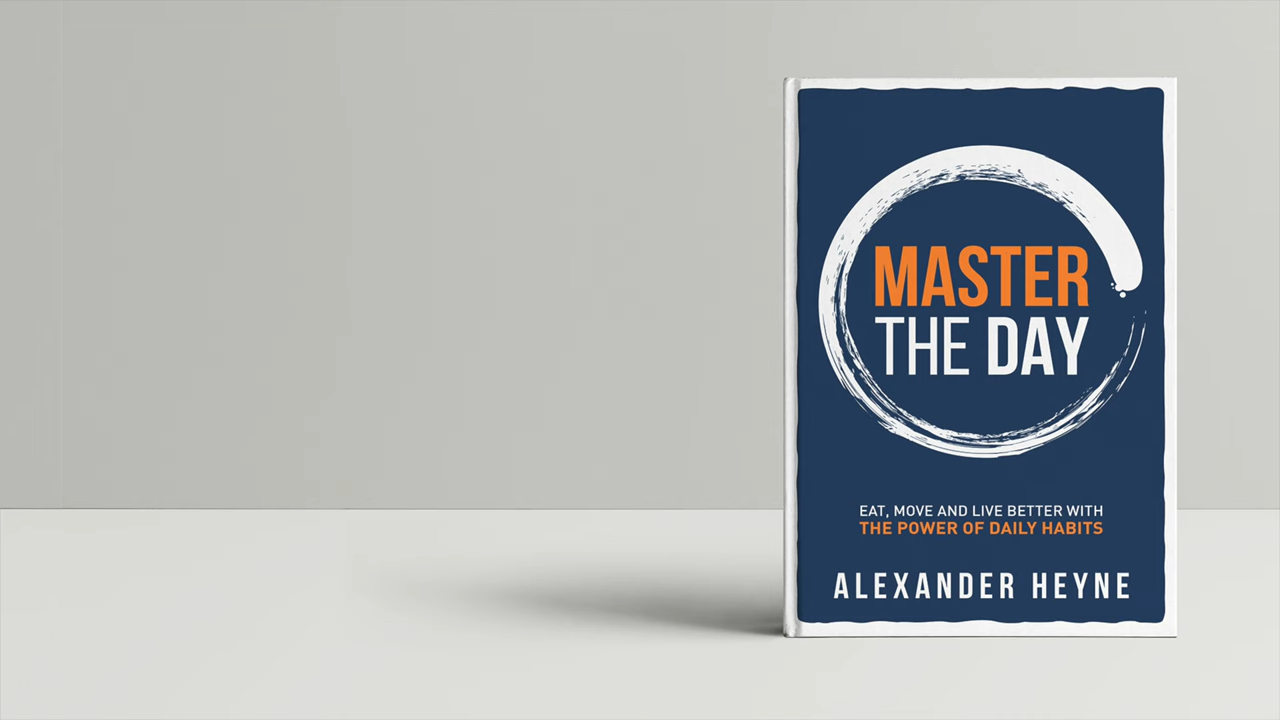 MASTER
THE DAY
EAT, MOVE AND LIVE BETTER WITH
THE POWER OF DAILY HABITS
ALEXANDER HEYNE